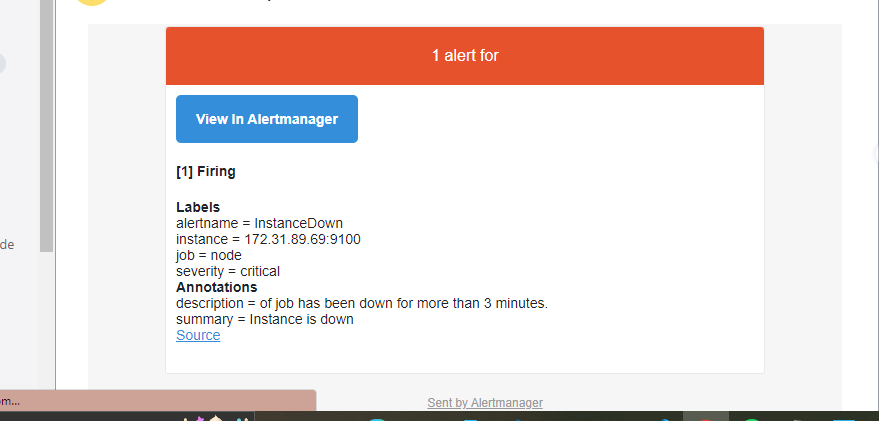 1 alert for
View In Alertmanager
[1] Firing
Labels
alertname = InstanceDown
instance = 172.31.89.69:9100
job = node
severity = critical
Annotations
description = of job has been down for more than 3 minutes.
summary = Instance is down
Source
Sent by Alertmanager
de
om...